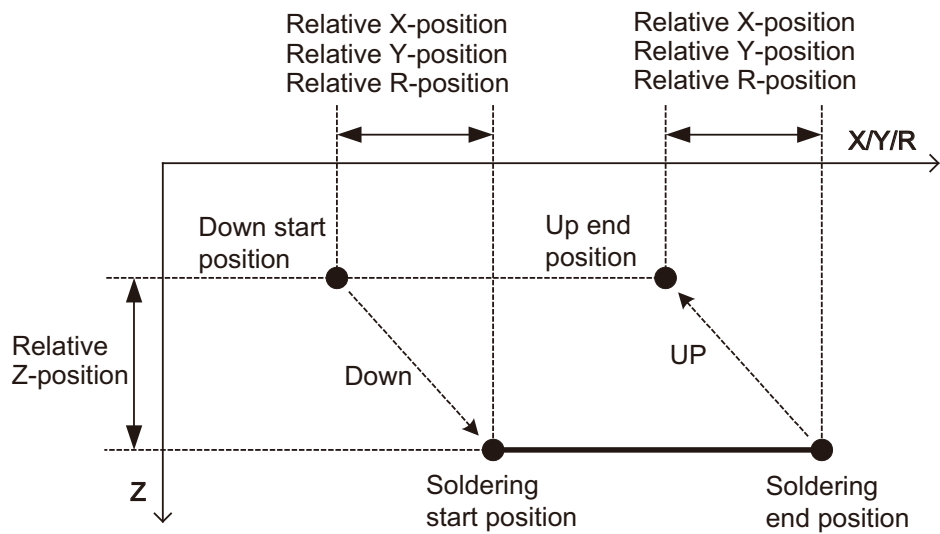 Relative X-position
Relative Y-position
Relative R-position
Relative X-position
Relative Y-position
Relative R-position
X/Y/R
Down start
position
Up end
position
Relative
Z-position
Down
UP
Z
Soldering
start position
Soldering
end position